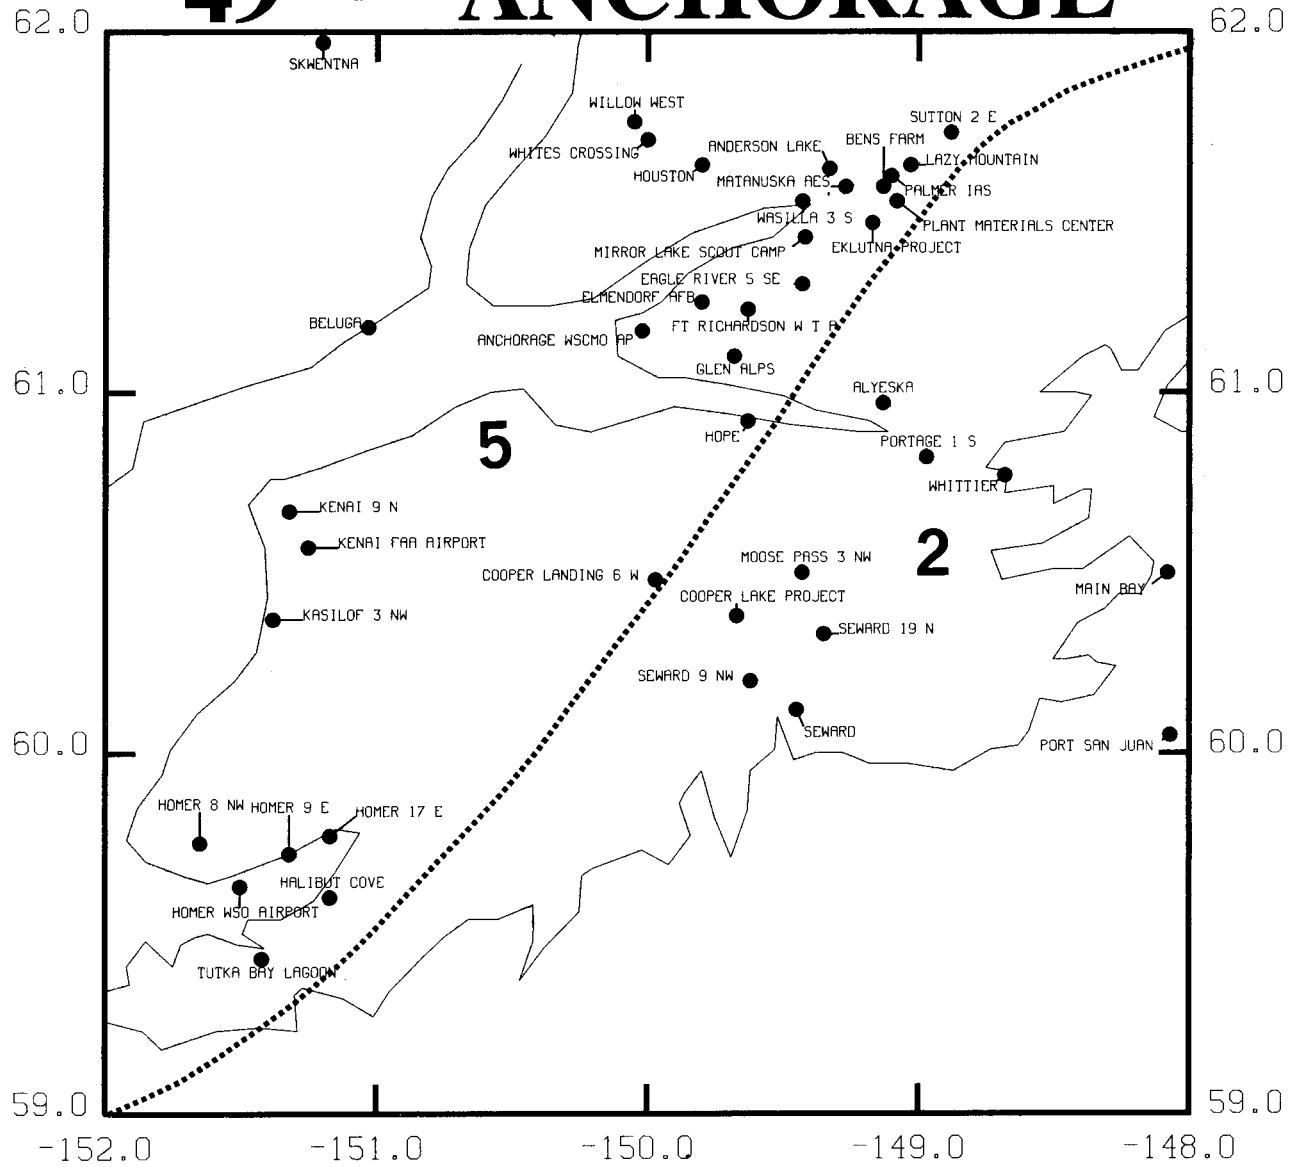 49 ANCHORAGE
62.0
62.0
SKWENTNA
WILLOW WEST
SUTTON 2 E
BENS FARM
ANDERSON LAKE
WHITES CROSSING
LAZY MOUNTAIN
HOUSTON
MATANUSKA AES
PALMER IAS
WASILLA 3 S
PLANT MATERIALS CENTER
MIRROR LAKE SCOUT CAMP
EKLUTNA PROJECT
EAGLE RIVER 5 SE
ELMENDORF AFB
BELUGA
FT RICHARDSON W T P
ANCHORAGE WSCMO AP
GLEN ALPS
61.0
61.0
ALYESKA
5
HOPE
PORTAGE 1 S
WHITTIER
KENAI 9 N
KENAI FAA AIRPORT
2
MOOSE PASS 3 NW
COOPER LANDING 6 W
MAIN BAY
COOPER LAKE PROJECT
KASILOF 3 NW
SEWARD 19 N
SEWARD 9 NW
SEWARD
60.0
60.0
PORT SAN JUAN
HOMER 8 NW
HOMER 9 E
HOMER 17 E
HALIBUT COVE
HOMER WSO AIRPORT
TUTKA BAY LAGOON
59.0
59.0
-152.0
-151.0
-150.0
-149.0
-148.0